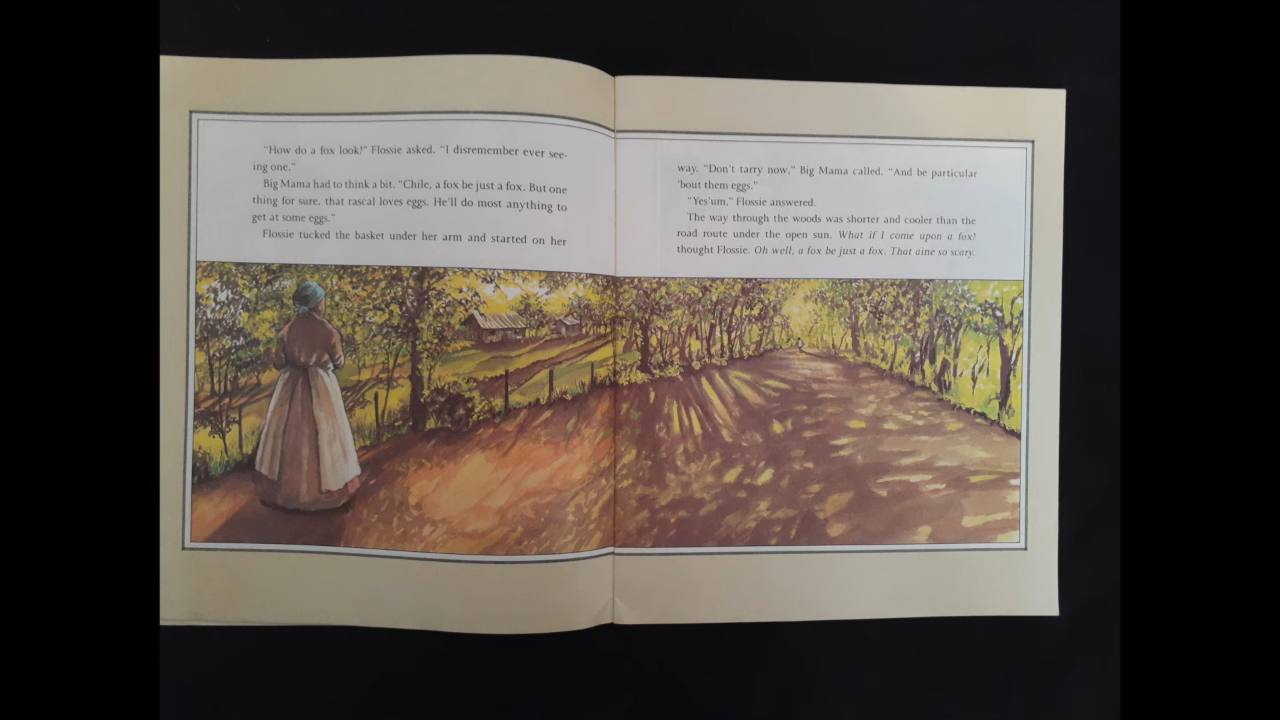 "How do a fox look?" Flossie asked. "I disremember ever see-
ing one."
Big Mama had to think a bit. "Chile, a fox be just a fox. But one
thing for sure, that rascal loves eggs. He'll do most anything to
get at some eggs."
Flossie tucked the basket under her arm and started on her
way. "Don't tarry now," Big Mama called. "And be particular
'bout them eggs."
"Yes'um," Flossie answered.
The way through the woods was shorter and cooler than the
road route under the open sun. What if I come upon a fox?
thought Flossie. Oh well, a fox be just a fox. That aine so scary.